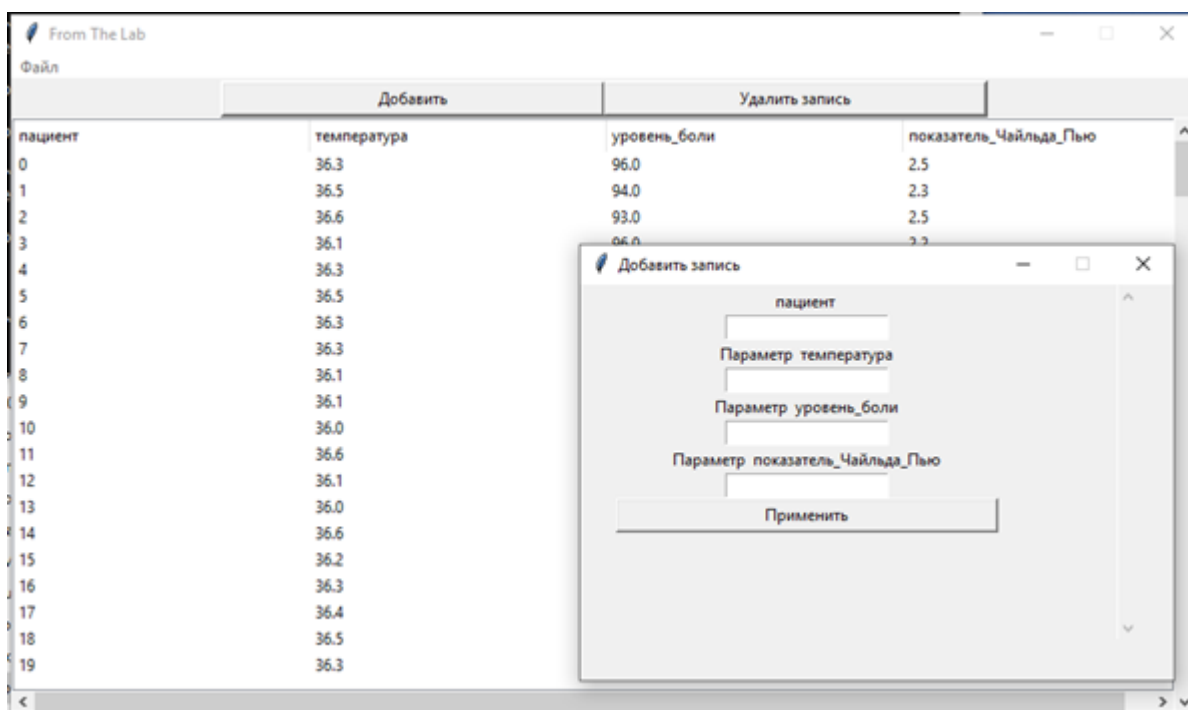 From The Lab
Файл
Добавить Удалить запись
пациент температура уровень_боли показатель_Чайльда_Пью
0 36.3 96.0 2.5
1 36.5 94.0 2.3
2 36.6 93.0 2.5
3 36.1 96.0 2.2
4 36.3
5 36.5
6 36.3
7 36.3
8 36.1
9 36.1
10 36.0
11 36.6
12 36.1
13 36.0
14 36.6
15 36.2
16 36.3
17 36.4
18 36.5
19 36.3
Добавить запись
пациент
Параметр температура
Параметр уровень_боли
Параметр показатель_Чайльда_Пью
Применить